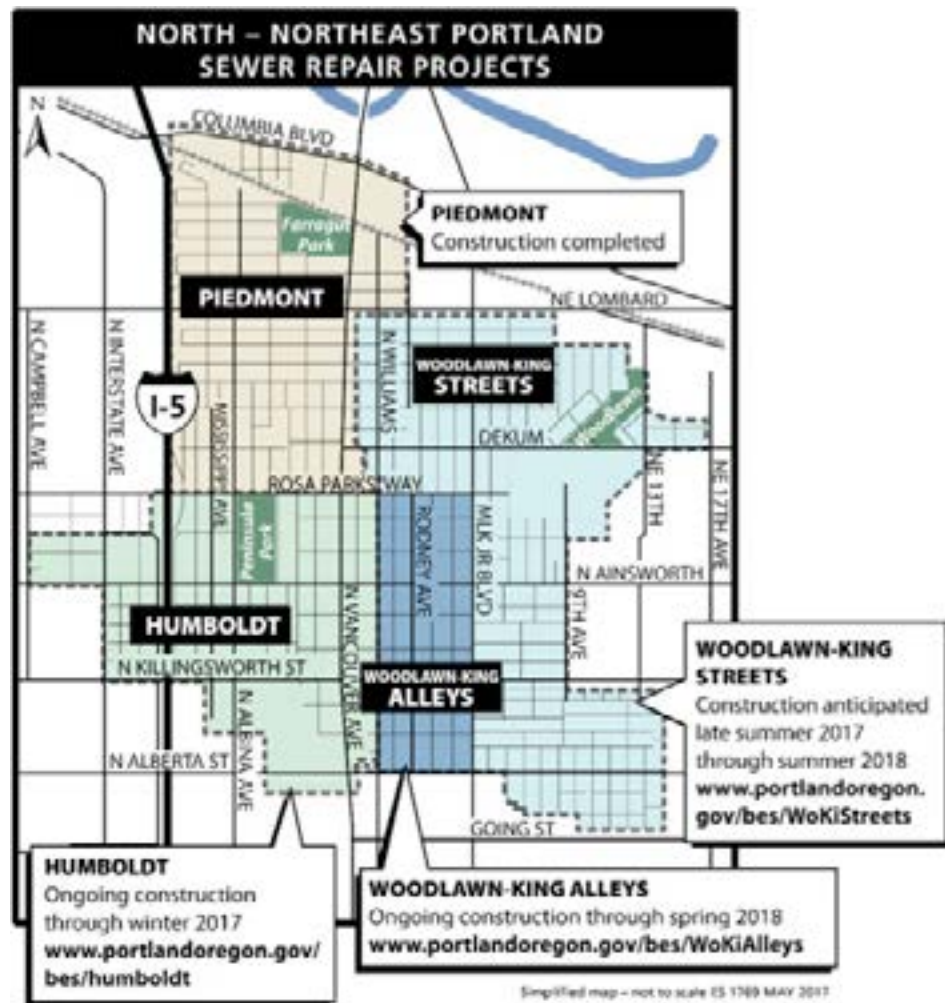 NORTH – NORTHEAST PORTLAND
SEWER REPAIR PROJECTS
N
COLUMBIA BLVD
Farragut
Park
PIEDMONT
Construction completed
PIEDMONT
NE LOMBARD
N CAMPBELL AVE
N INTERSTATE AVE
I-5
MISSISSIPPI AVE
N WILLIAMS
WOODLAWN-KING
STREETS
Woodlawn
DEKUM
NE 13TH
NE 17TH AVE
ROSA PARKS WAY
Peninsula
Park
RODNEY AVE
MLK JR BLVD
N AINSWORTH
9TH AVE
HUMBOLDT
N VANCOUVER AVE
N KILLINGSWORTH ST
WOODLAWN-KING
ALLEYS
N ALBINA AVE
N ALBERTA ST
GOING ST
WOODLAWN-KING
STREETS
Construction anticipated
late summer 2017
through summer 2018
www.portlandoregon.
gov/bes/WoKiStreets
HUMBOLDT
Ongoing construction
through winter 2017
www.portlandoregon.gov/
bes/humboldt
WOODLAWN-KING ALLEYS
Ongoing construction through spring 2018
www.portlandoregon.gov/bes/WoKiAlleys
Simplified map – not to scale ES 1769 MAY 2017